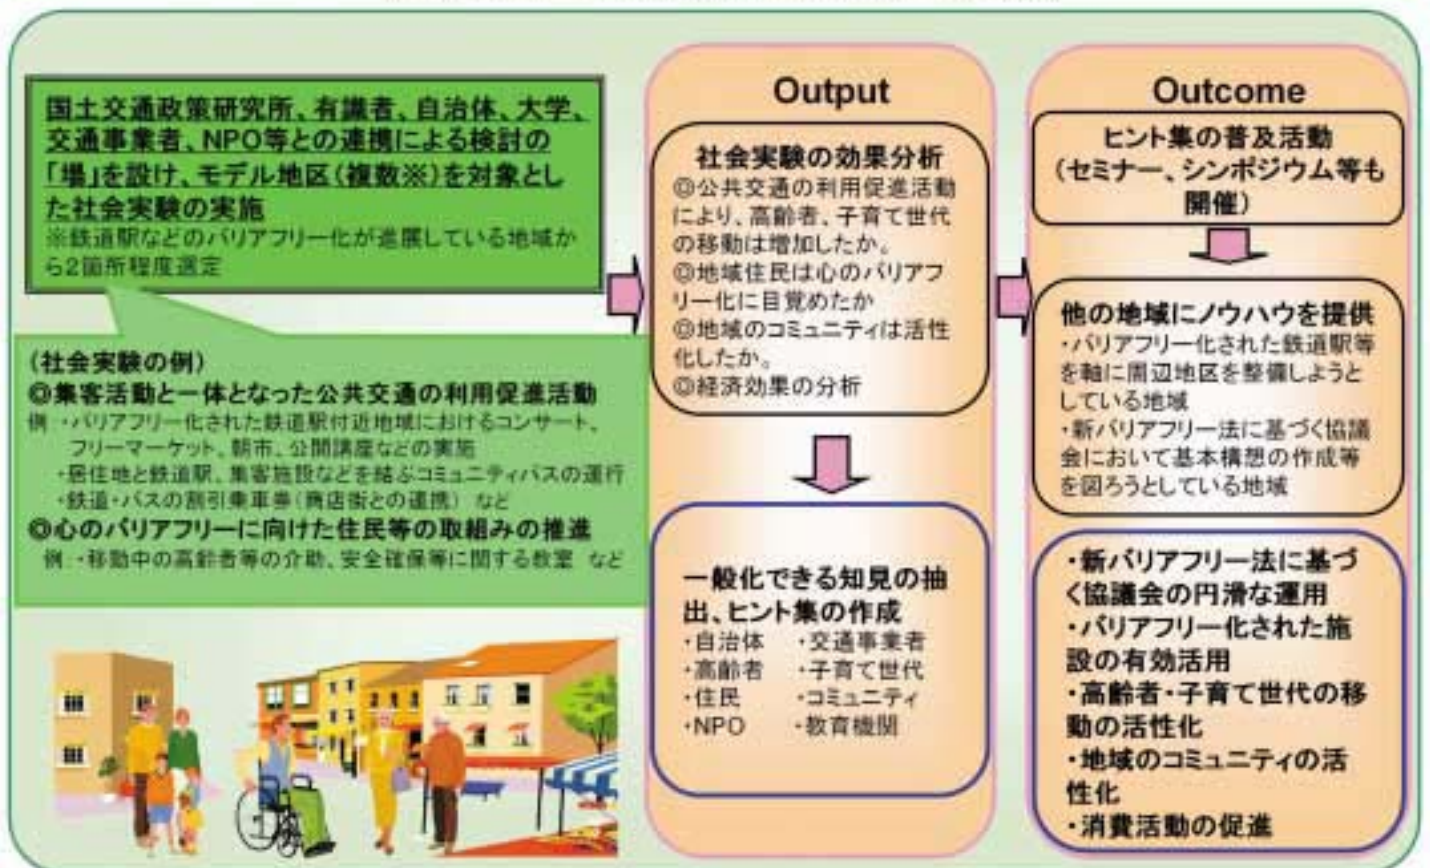 国土交通政策研究所、有識者、自治体、大学、
交通事業者、NPO等との連携による検討の
「場」を設け、モデル地区(複数※)を対象とし
た社会実験の実施
※鉄道駅などのバリアフリー化が進展している地域か
ら2箇所程度選定
(社会実験の例)
◎集客活動と一体となった公共交通の利用促進活動
例 ・バリアフリー化された鉄道駅付近地域におけるコンサート、
フリーマーケット、朝市、公開講座などの実施
・居住地と鉄道駅、集客施設などを結ぶコミュニティバスの運行
・鉄道・バスの割引乗車券(商店街との連携) など
◎心のバリアフリーに向けた住民等の取組みの推進
例 ・移動中の高齢者等の介助、安全確保等に関する教室 など
Output
社会実験の効果分析
◎公共交通の利用促進活動
により、高齢者、子育て世代
の移動は増加したか。
◎地域住民は心のバリアフ
リー化に目覚めたか
◎地域のコミュニティは活性
化したか。
◎経済効果の分析
一般化できる知見の抽
出、ヒント集の作成
・自治体 ・交通事業者
・高齢者 ・子育て世代
・住民 ・コミュニティ
・NPO ・教育機関
Outcome
ヒント集の普及活動
(セミナー、シンポジウム等も
開催)
他の地域にノウハウを提供
・バリアフリー化された鉄道駅等
を軸に周辺地区を整備しようと
している地域
・新バリアフリー法に基づく協議
会において基本構想の作成等
を図ろうとしている地域
・新バリアフリー法に基づ
く協議会の円滑な運用
・バリアフリー化された施
設の有効活用
・高齢者・子育て世代の移
動の活性化
・地域のコミュニティの活
性化
・消費活動の促進